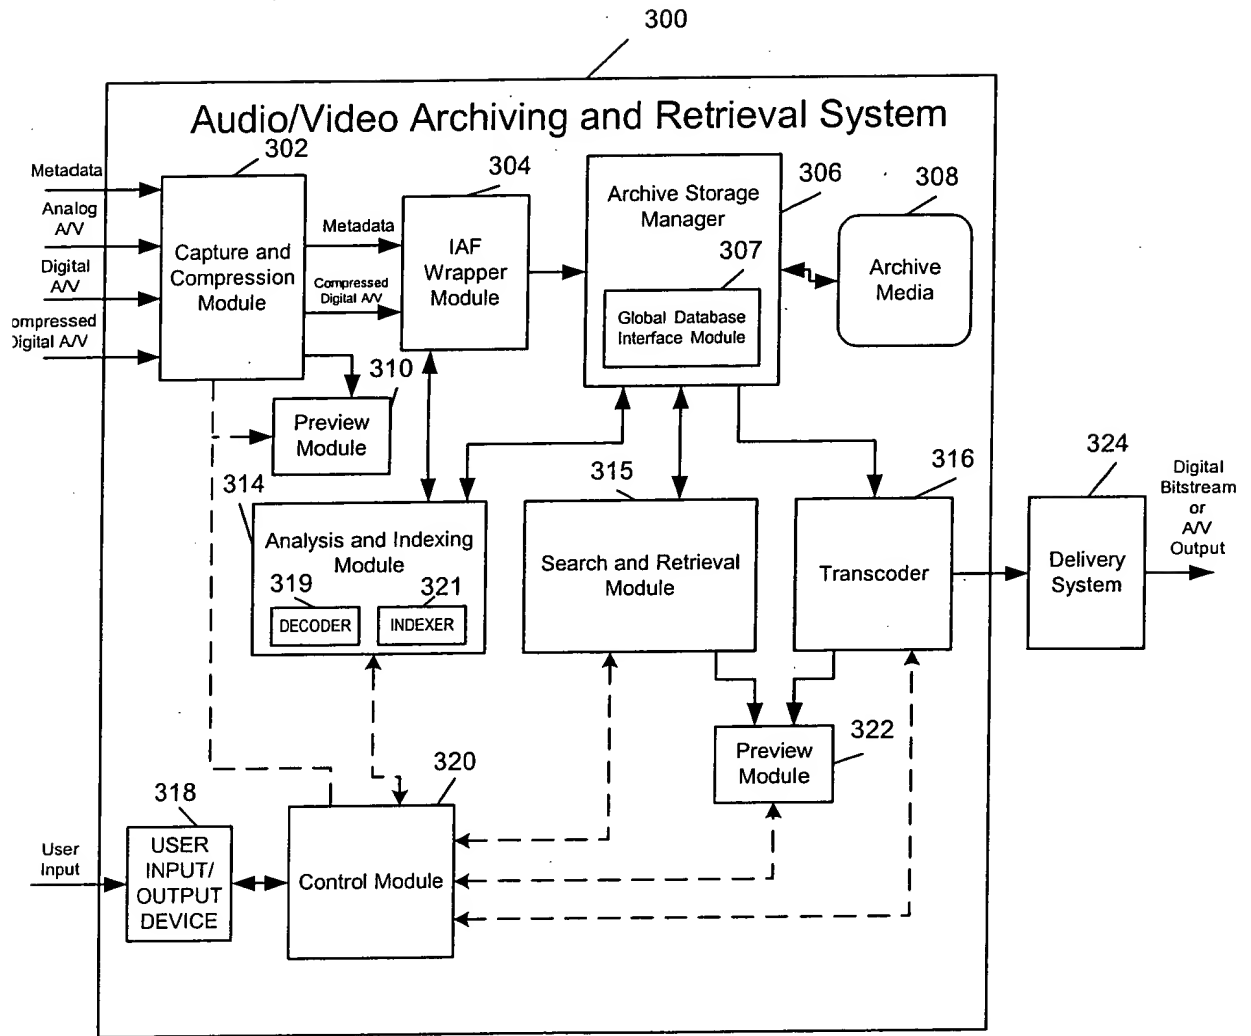 300
Audio/Video Archiving and Retrieval System
302
304
306
308
Metadata
Analog
A/V
Digital
A/V
ompressed
Digital A/V
Capture and
Compression
Module
Metadata
Compressed
Digital A/V
IAF
Wrapper
Module
Archive Storage
Manager
307
Global Database
Interface Module
Archive
Media
310
Preview
Module
314
Analysis and Indexing
Module
319
321
DECODER
INDEXER
315
Search and Retrieval
Module
316
Transcoder
324
Delivery
System
Digital
Bitstream
or
A/V
Output
322
Preview
Module
320
Control Module
318
USER
INPUT/
OUTPUT
DEVICE
User
Input